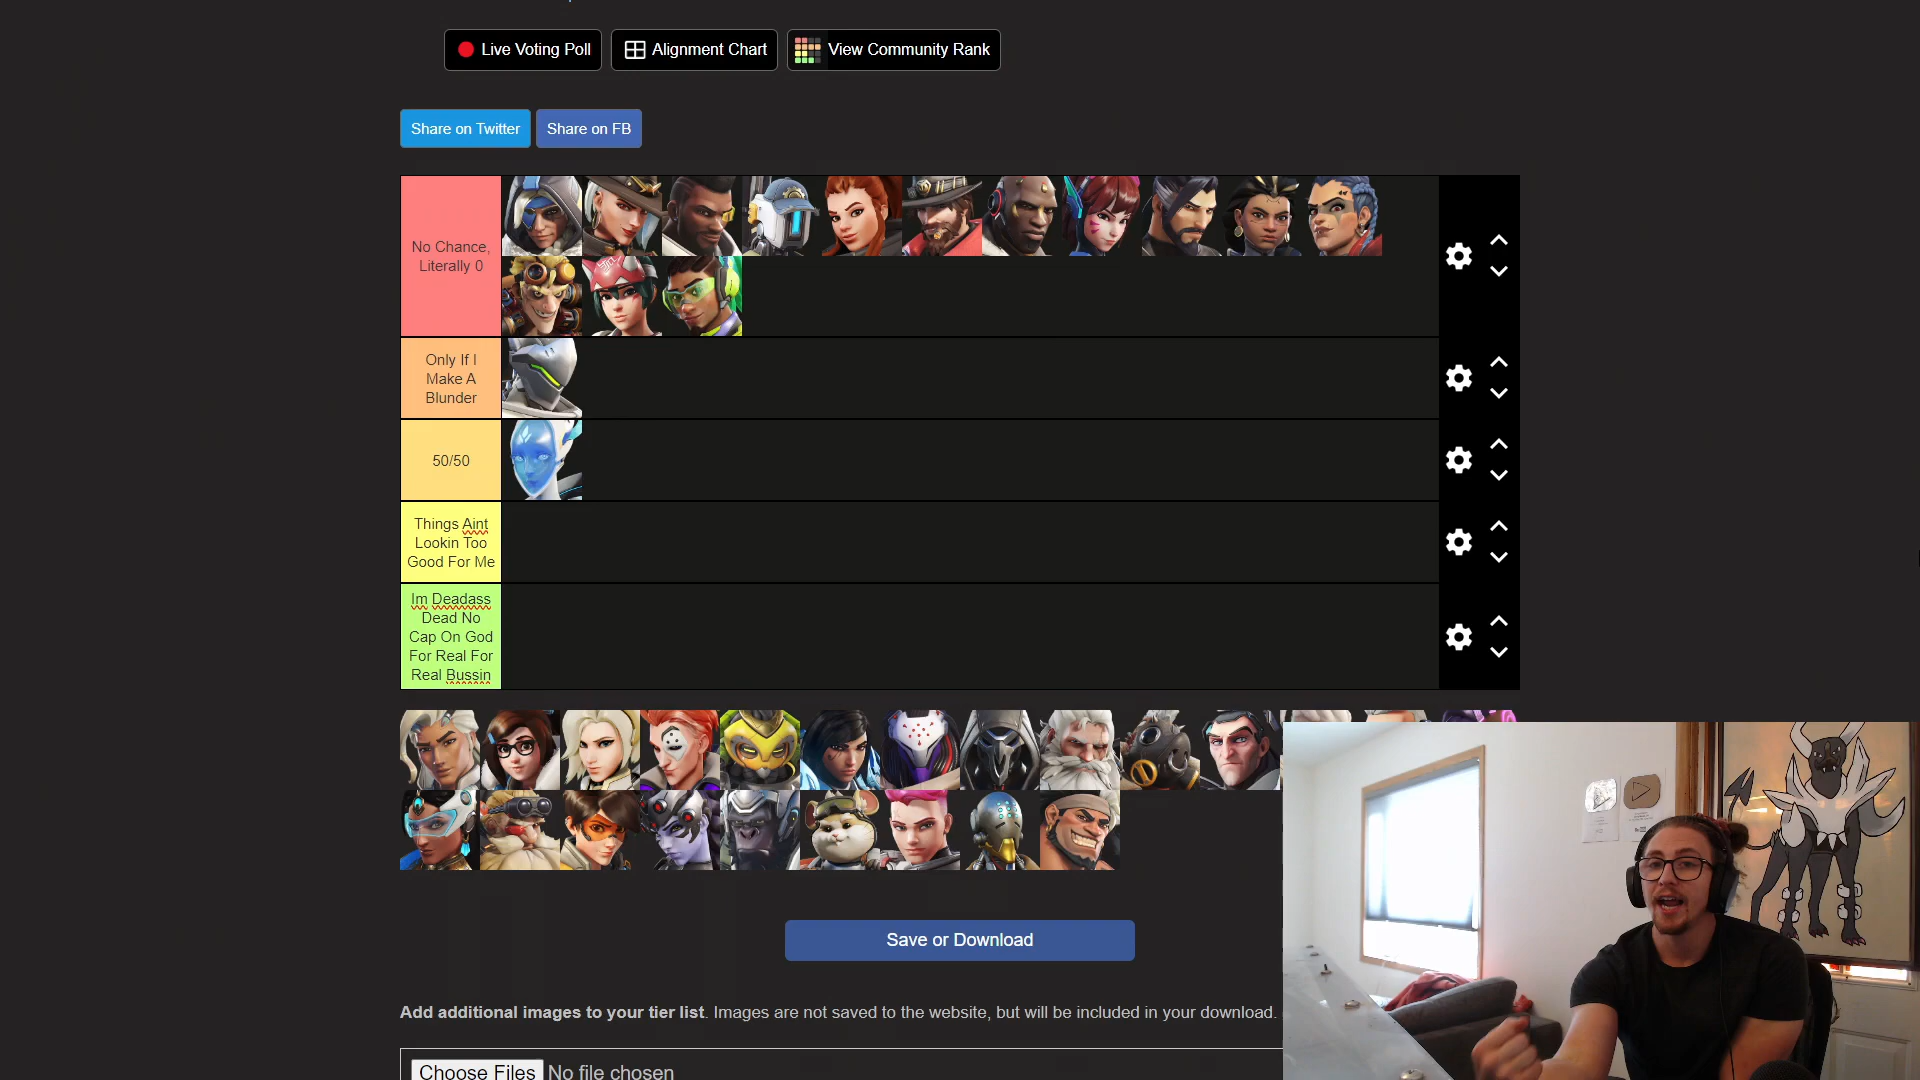 Live Voting Poll
Alignment Chart
View Community Rank
Share on Twitter
Share on FB
No Chance,
Literally 0
Only If I
Make A
Blunder
50/50
Things Aint
Lookin Too
Good For Me
Im Deadass
Dead No
Cap On God
For Real For
Real Bussin
Save or Download
Add additional images to your tier list. Images are not saved to the website, but will be included in your download.
Choose Files No file chosen